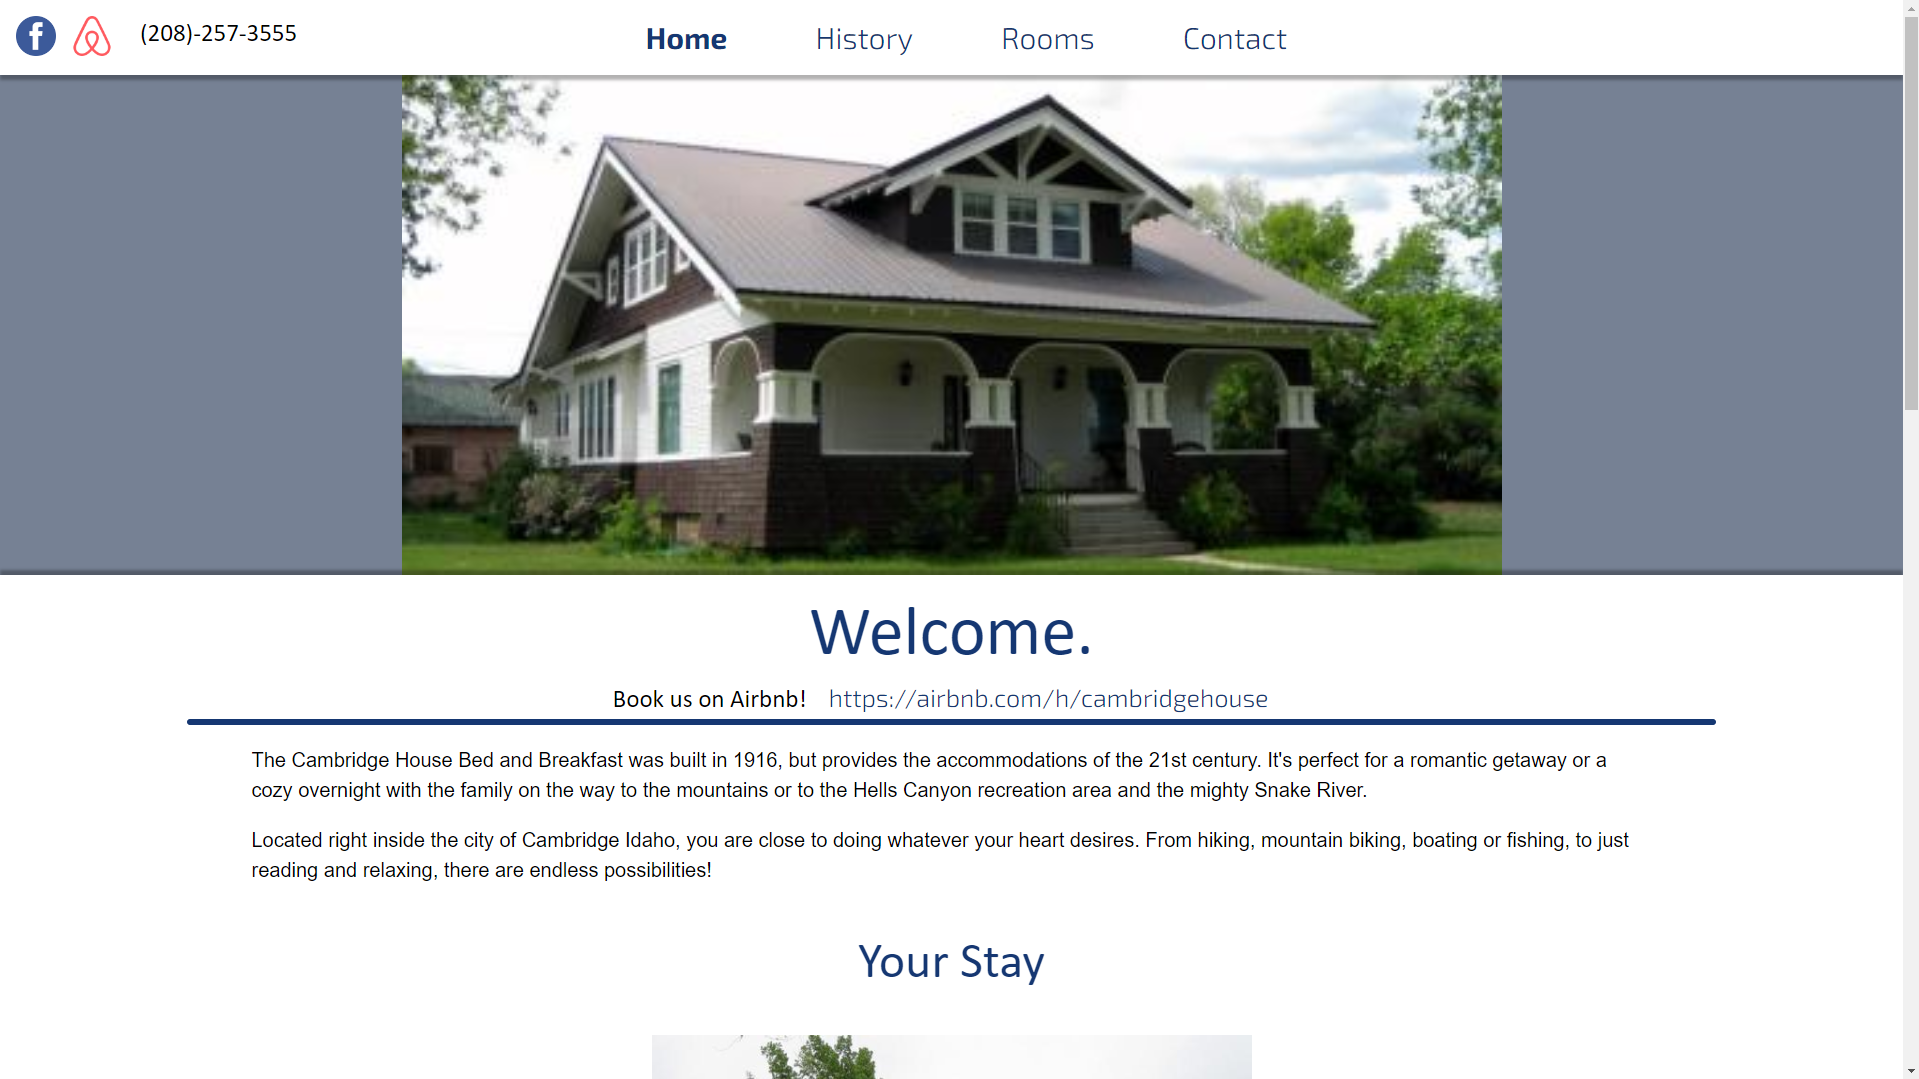 (208)-257-3555
Home
History
Rooms
Contact
Welcome.
Book us on Airbnb! https://airbnb.com/h/cambridgehouse
The Cambridge House Bed and Breakfast was built in 1916, but provides the accommodations of the 21st century. It's perfect for a romantic getaway or a
cozy overnight with the family on the way to the mountains or to the Hells Canyon recreation area and the mighty Snake River.
Located right inside the city of Cambridge Idaho, you are close to doing whatever your heart desires. From hiking, mountain biking, boating or fishing, to just
reading and relaxing, there are endless possibilities!
Your Stay